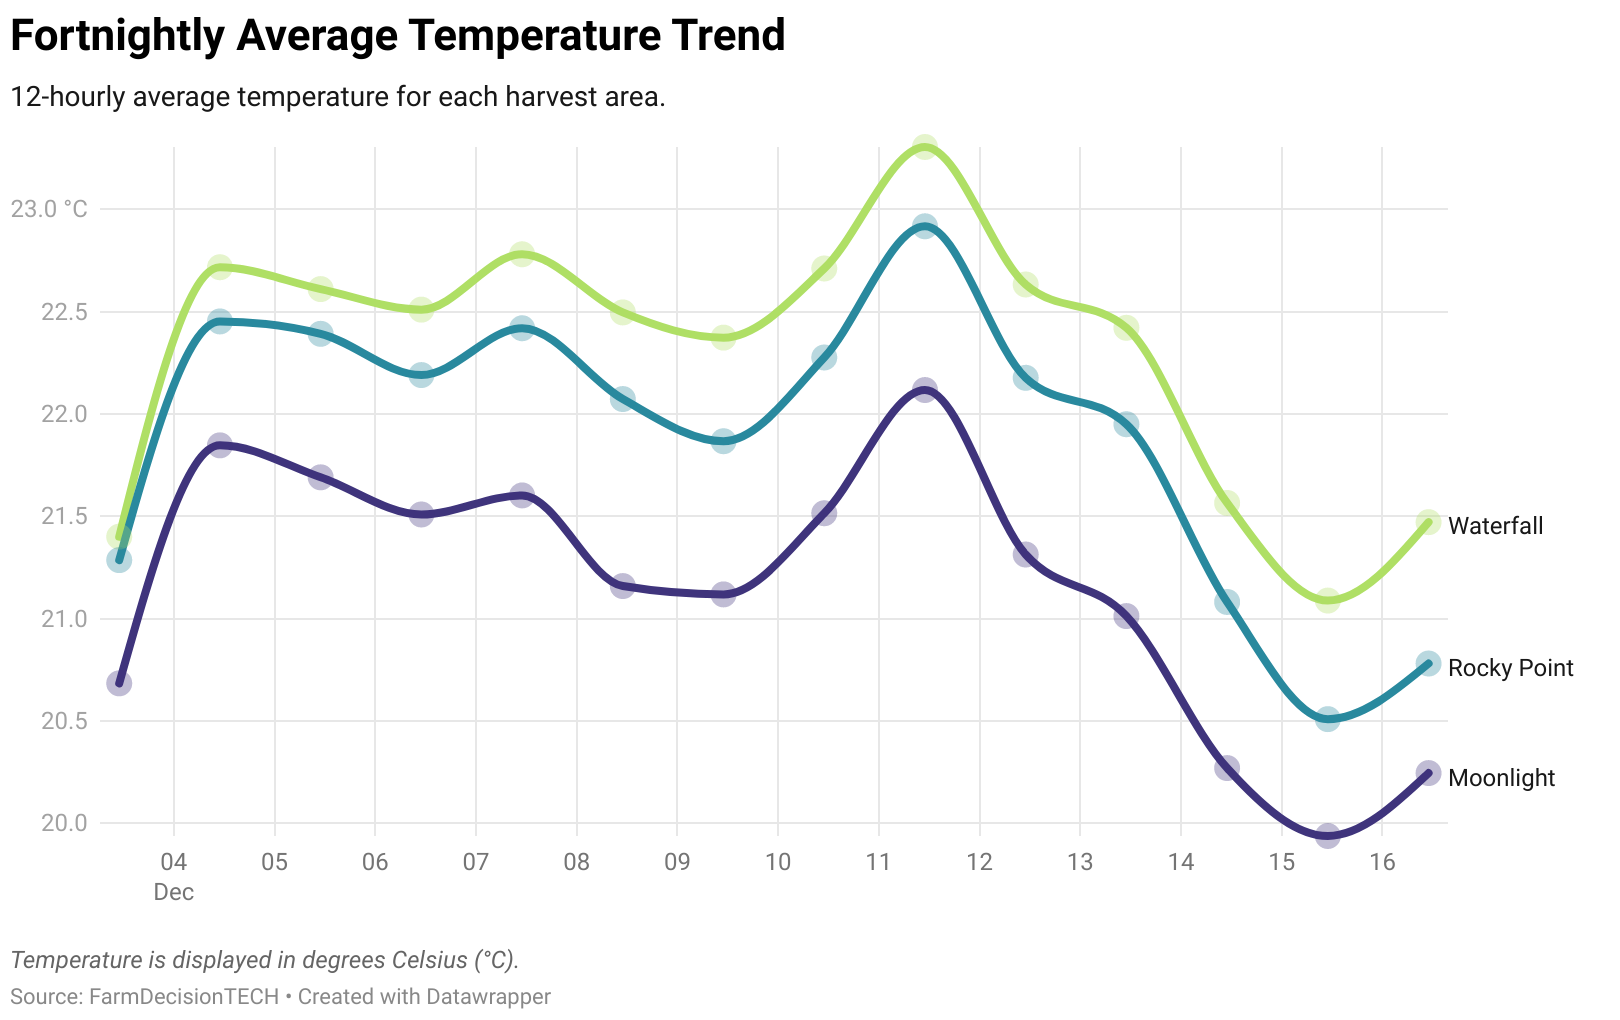 Fortnightly Average Temperature Trend
12-hourly average temperature for each harvest area.
23.0 °C
22.5
22.0
21.5
21.0
20.5
20.0
Waterfall
Rocky Point
Moonlight
04 05 06 07 08 09 10 11 12 13 14 15 16
Dec
Temperature is displayed in degrees Celsius (°C).
Source: FarmDecisionTECH • Created with Datawrapper